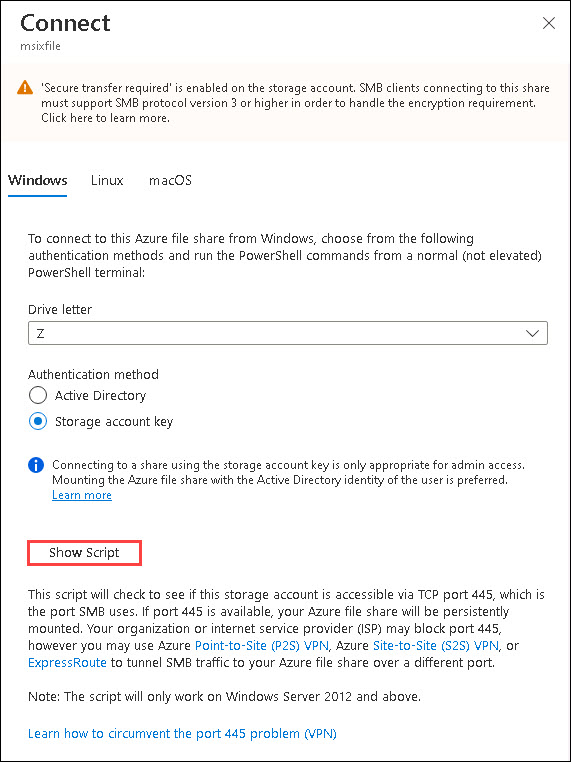 Connect
msixfile
'Secure transfer required' is enabled on the storage account. SMB clients connecting to this share
must support SMB protocol version 3 or higher in order to handle the encryption requirement.
Click here to learn more.
Windows Linux macOS
To connect to this Azure file share from Windows, choose from the following
authentication methods and run the PowerShell commands from a normal (not elevated)
PowerShell terminal:
Drive letter
Z
Authentication method
Active Directory
Storage account key
Connecting to a share using the storage account key is only appropriate for admin access.
Mounting the Azure file share with the Active Directory identity of the user is preferred.
Learn more
Show Script
This script will check to see if this storage account is accessible via TCP port 445, which is
the port SMB uses. If port 445 is available, your Azure file share will be persistently
mounted. Your organization or internet service provider (ISP) may block port 445,
however you may use Azure Point-to-Site (P2S) VPN, Azure Site-to-Site (S2S) VPN, or
ExpressRoute to tunnel SMB traffic to your Azure file share over a different port.
Note: The script will only work on Windows Server 2012 and above.
Learn how to circumvent the port 445 problem (VPN)